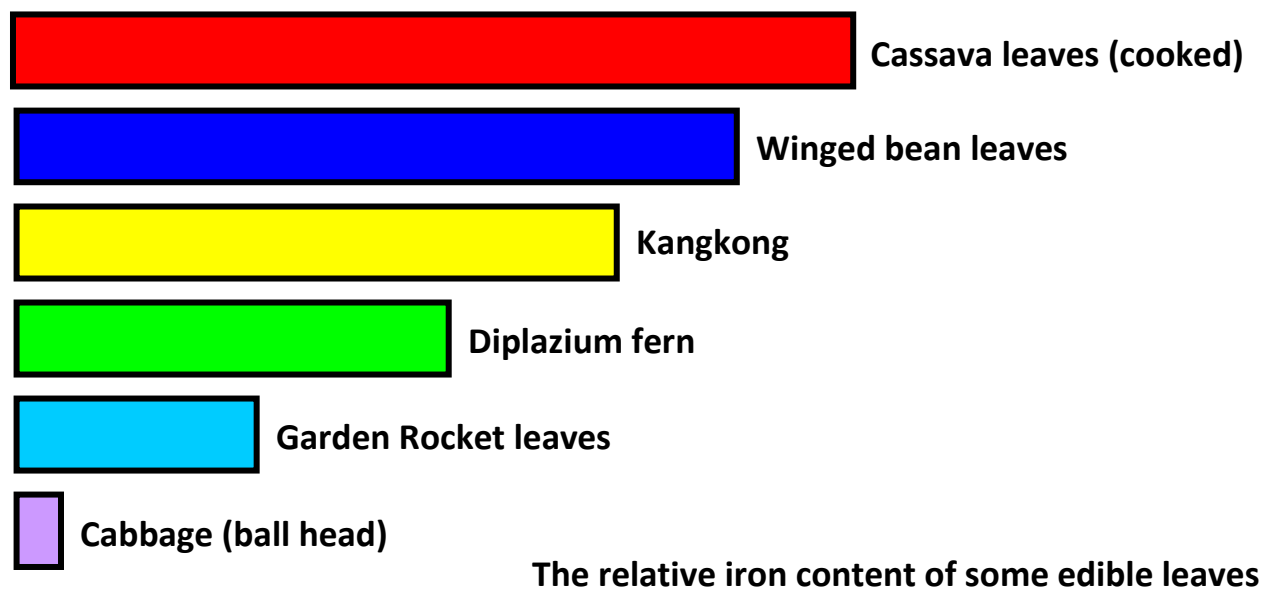 Cassava leaves (cooked)
Winged bean leaves
Kangkong
Diplazium fern
Garden Rocket leaves
Cabbage (ball head)
The relative iron content of some edible leaves